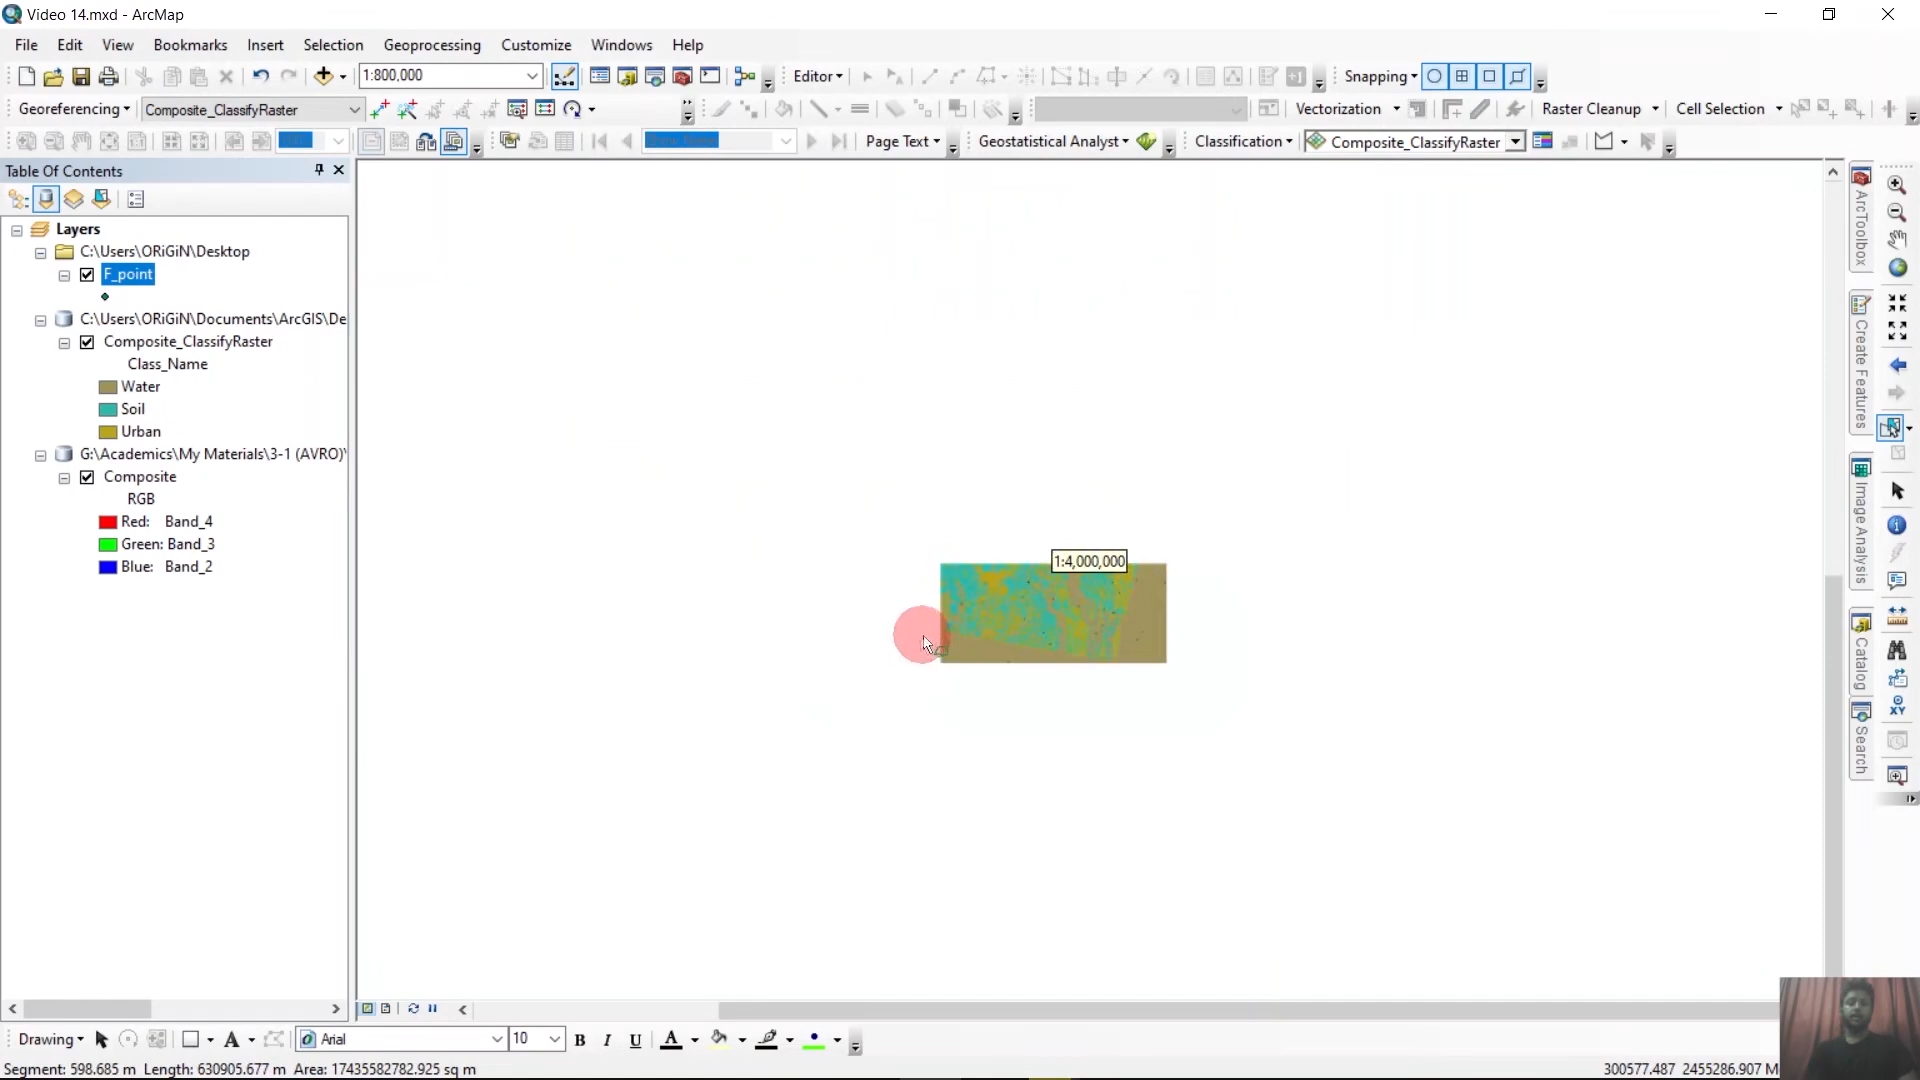 Video 14.mxd - ArcMap
File Edit View Bookmarks Insert Selection Geoprocessing Customize Windows Help
1:800,000 Editor Snapping
Georeferencing Composite_ClassifyRaster Vectorization Raster Cleanup Cell Selection
Page Text Geostatistical Analyst Classification Composite_ClassifyRaster
Table Of Contents
Layers
C:\Users\ORiGiN\Desktop
F_point
C:\Users\ORiGiN\Documents\ArcGIS\De
Composite_ClassifyRaster
Class_Name
Water
Soil
Urban
G:\Academics\My Materials\3-1 (AVRO)\
Composite
RGB
Red: Band_4
Green: Band_3
Blue: Band_2
1:4,000,000
ArcToolbox
Create Features
Image Analysis
Catalog
Search
XY
Drawing A Arial 10 B I U A
Segment: 598.685 m Length: 630905.677 m Area: 17435582782.925 sq m
300577.487 2455286.907 M